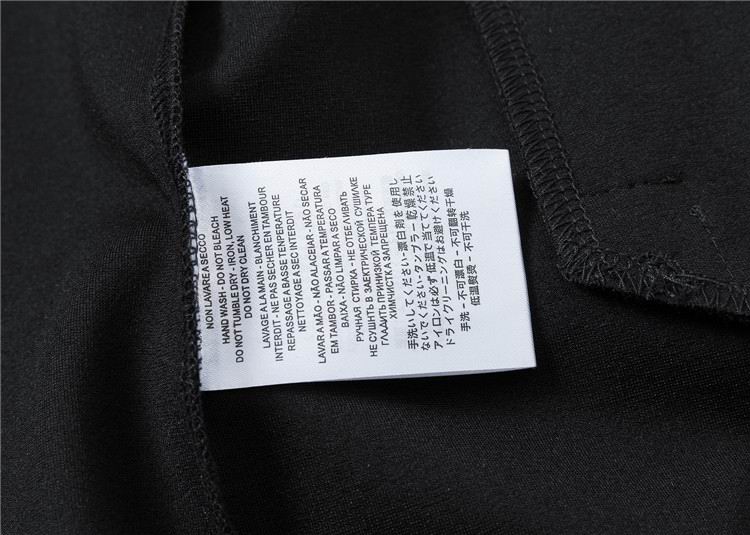 NON LAVAREA SECCO
HAND WASH - DO NOT BLEACH
DO NOT TUMBLE DRY - IRON, LOW HEAT
DO NOT DRY CLEAN
LAVAGE A LA MAIN - BLANCHIMENT
INTERDIT - NE PAS SECHER EN TAMBOUR
REPASSAGE A BASSE TEMPERATURE
NETTOYAGE A SEC INTERDIT
LAVAR A MÃO - NÃO ALACEIAR - NÃO SECAR
EM TAMBOR - PASSAR A TEMPERATURA
BAIXA - NÃO LIMPAR A SECO
РУЧНАЯ СТИРКА - НЕ ОТБЕЛИВАТЬ
НЕ СУШНТЬ В ЗАЕКТРИЧЕСКОЙ СУШИЛКЕ
ГЛАДИТЬ ПРИНИЗКОЙ ТЕМПЕРА ТУРЕ
ХИМЧИСТКА ЗАПРЕЩЕНА
手洗いしてください-漂白剤を使用し
ないでください-タンブラー 乾燥禁止
アイロンは必ず低温で当ててください
ドライクリーニングはお避けください
手洗 - 不可漂白 - 不可翻转干燥
低温熨烫 - 不可干洗